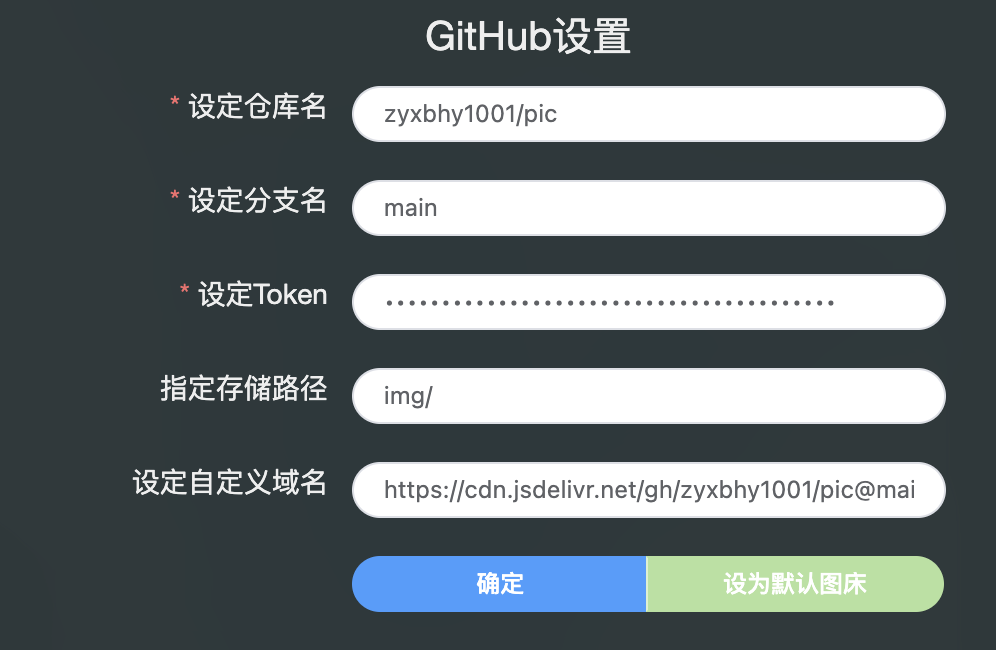 GitHub设置
* 设定仓库名
zyxbhy1001/pic
* 设定分支名
main
* 设定Token
••••••••••••••••••••••••••••••••••••••••
指定存储路径
img/
设定自定义域名
https://cdn.jsdelivr.net/gh/zyxbhy1001/pic@mai
确定
设为默认图床